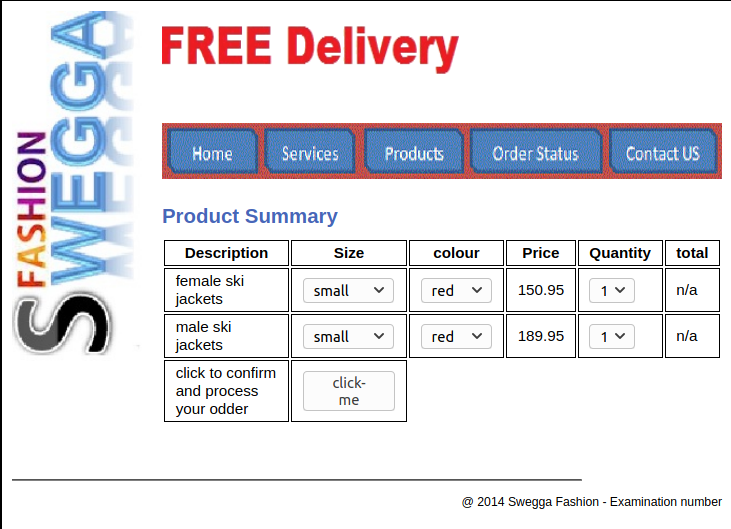 SWEGGA
FASHION
FREE Delivery
Home Services Products Order Status Contact US
Product Summary
Description Size colour Price Quantity total
female ski
jackets
small red 150.95 1 n/a
male ski
jackets
small red 189.95 1 n/a
click to confirm
and process
your odder
click-
me
@ 2014 Swegga Fashion - Examination number